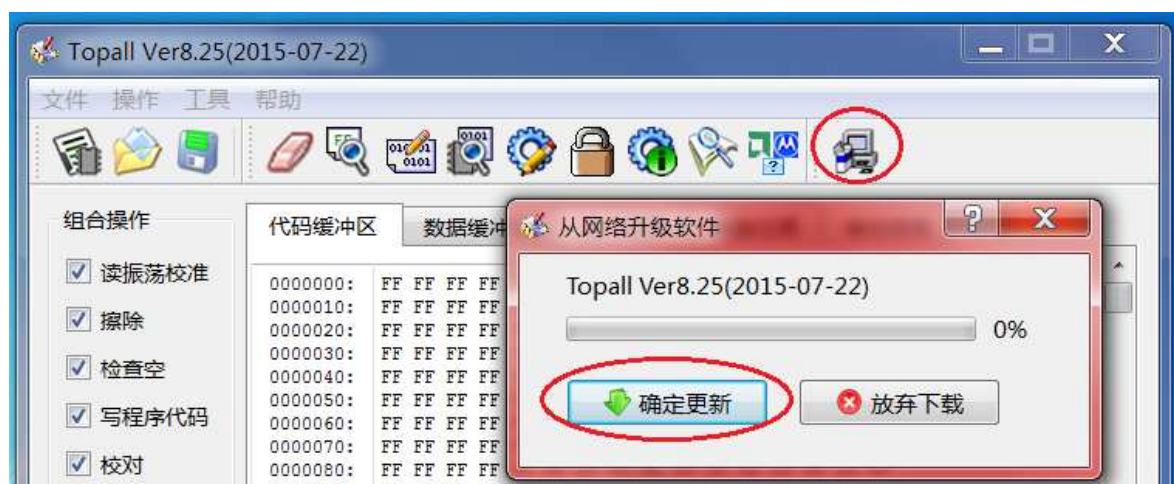 Topall Ver8.25(2015-07-22)
文件 操作 工具 帮助
组合操作
读振荡校准
擦除
检查空
写程序代码
校对
代码缓冲区 数据缓冲
0000000: FF FF FF FF
0000010: FF FF FF FF
0000020: FF FF FF FF
0000030: FF FF FF FF
0000040: FF FF FF FF
0000050: FF FF FF FF
0000060: FF FF FF FF
0000070: FF FF FF FF
0000080: FF FF FF FF
从网络升级软件
Topall Ver8.25(2015-07-22)
0%
确定更新 放弃下载